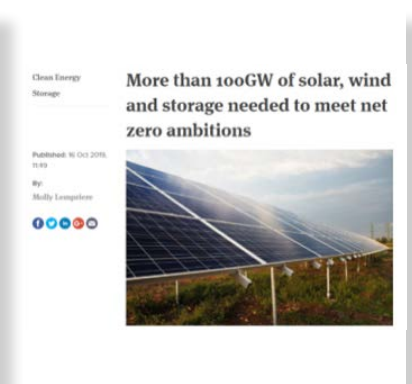 Clean Energy
Storage
More than 100GW of solar, wind
and storage needed to meet net
zero ambitions
Published: 16 Oct 2019,
11:49
By:
Molly Lempriere